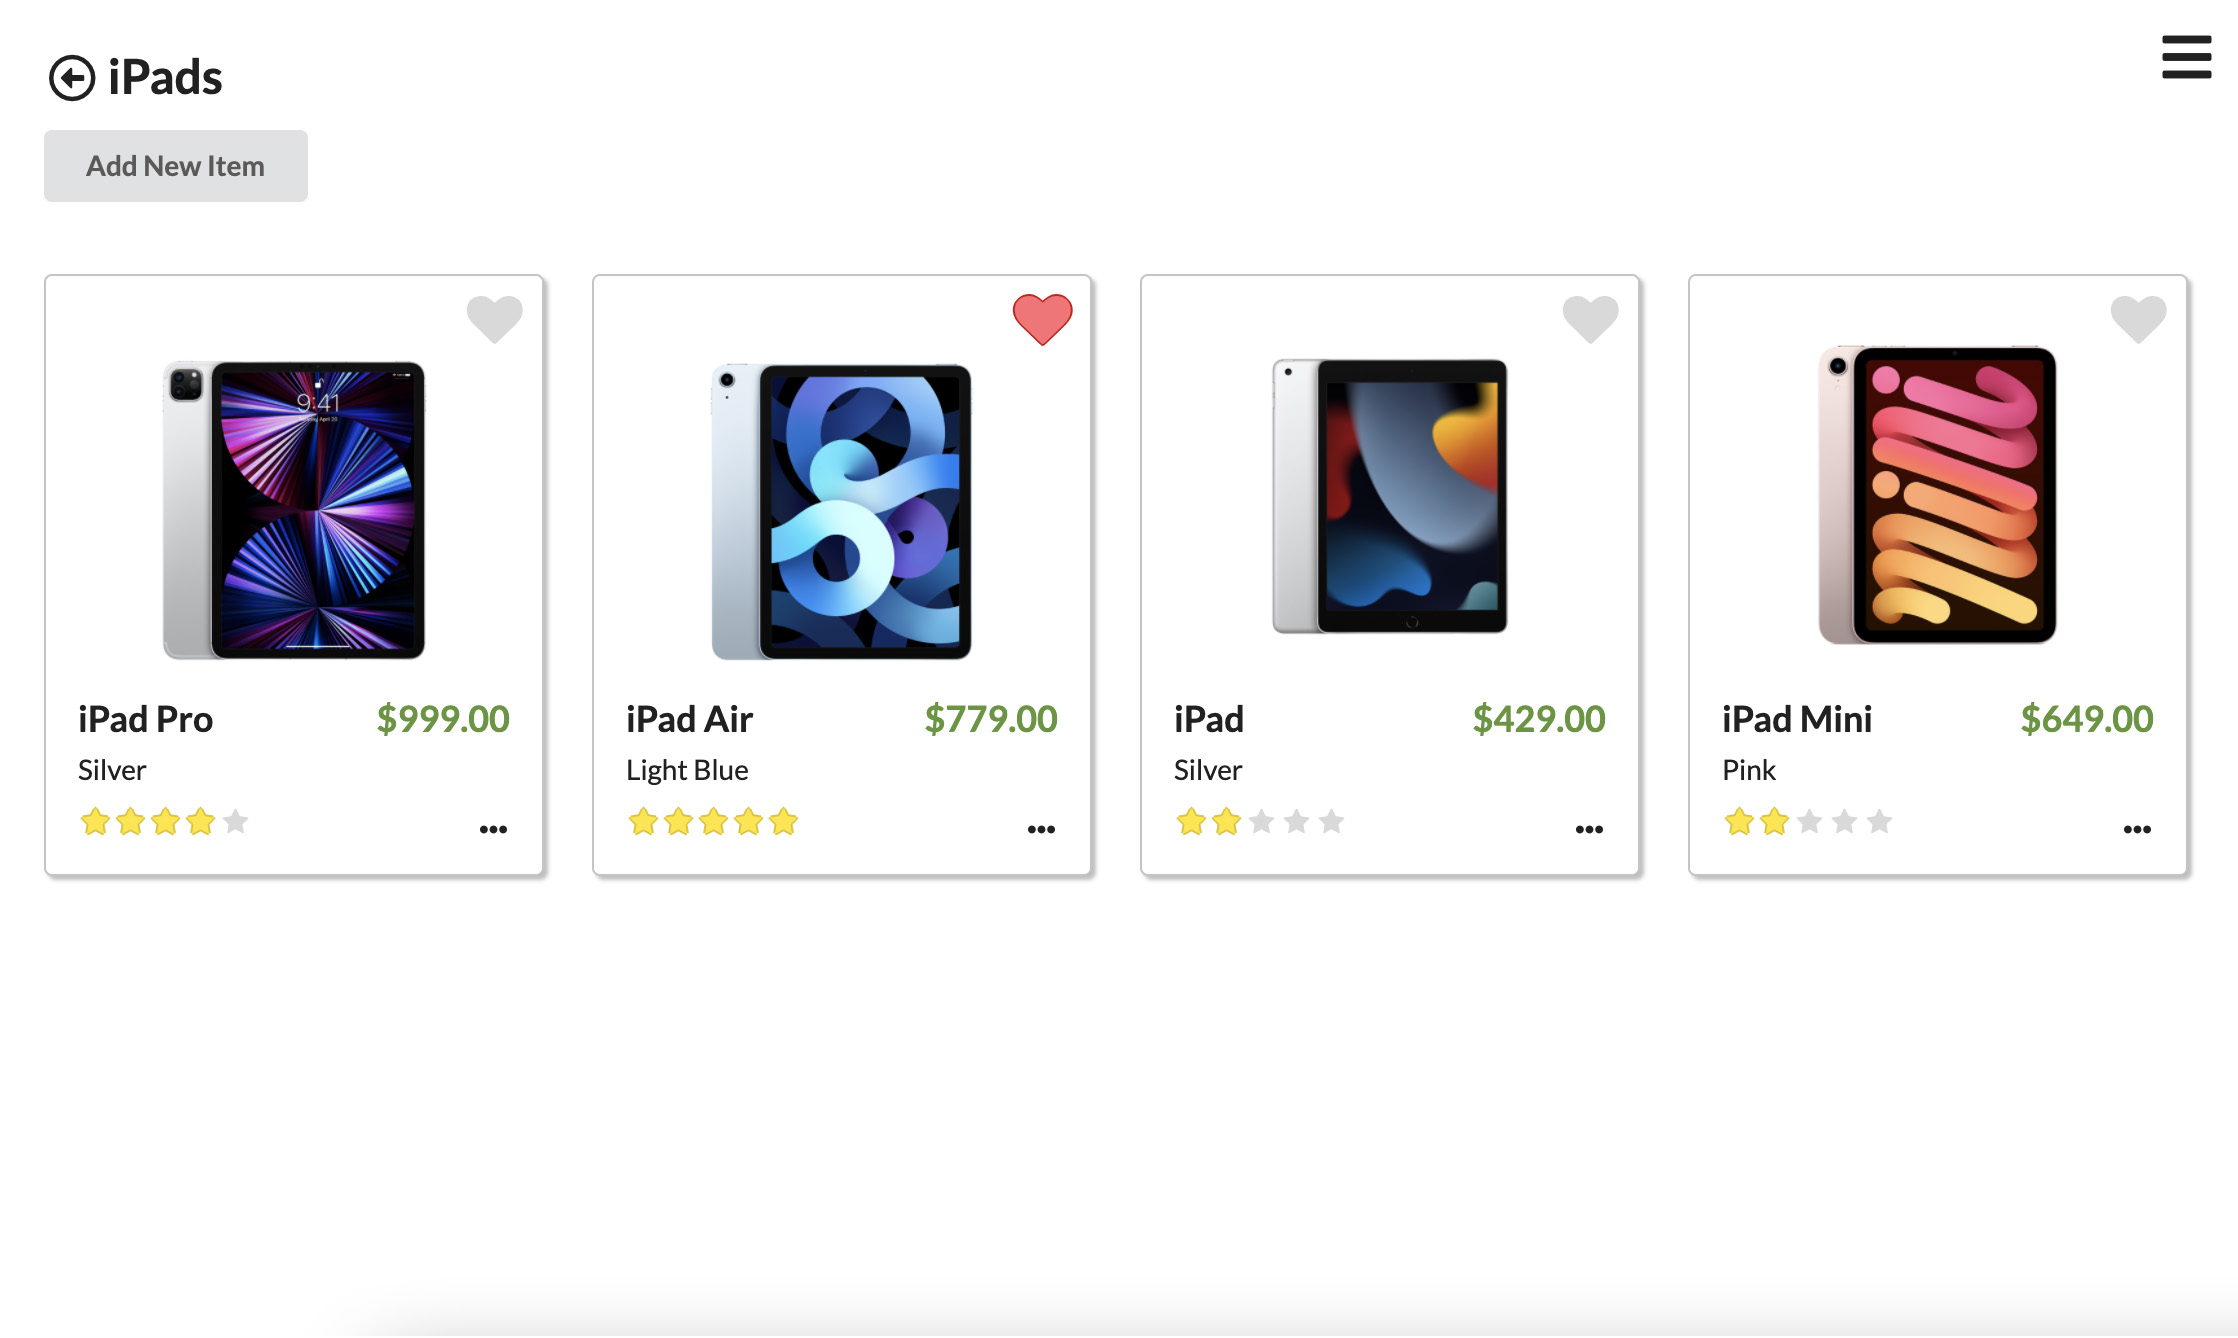 iPads
Add New Item
9:41
iPad Pro $999.00
Silver
iPad Air $779.00
Light Blue
iPad $429.00
Silver
iPad Mini $649.00
Pink